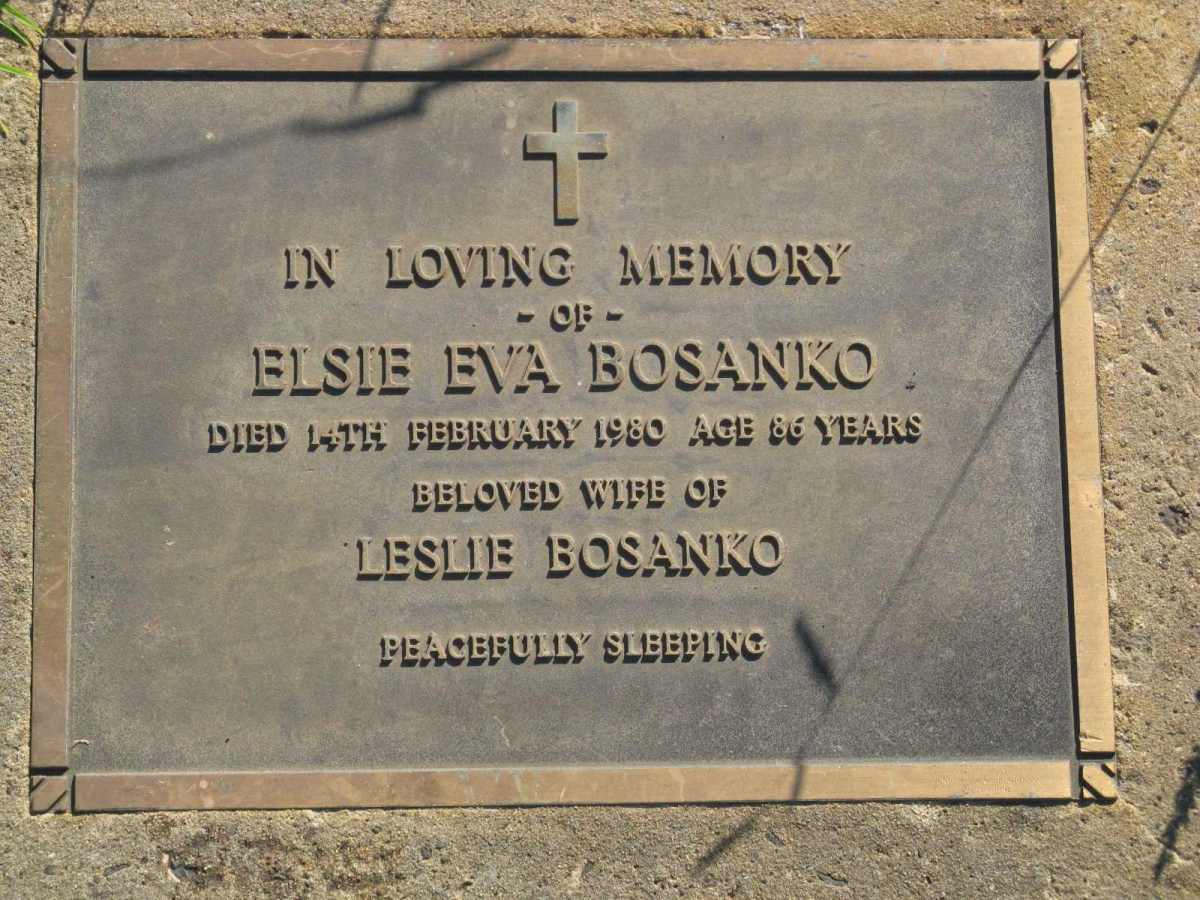 IN LOVING MEMORY
- OF -
ELSIE EVA BOSANKO
DIED 14TH FEBRUARY 1980 AGE 86 YEARS
BELOVED WIFE OF
LESLIE BOSANKO
PEACEFULLY SLEEPING